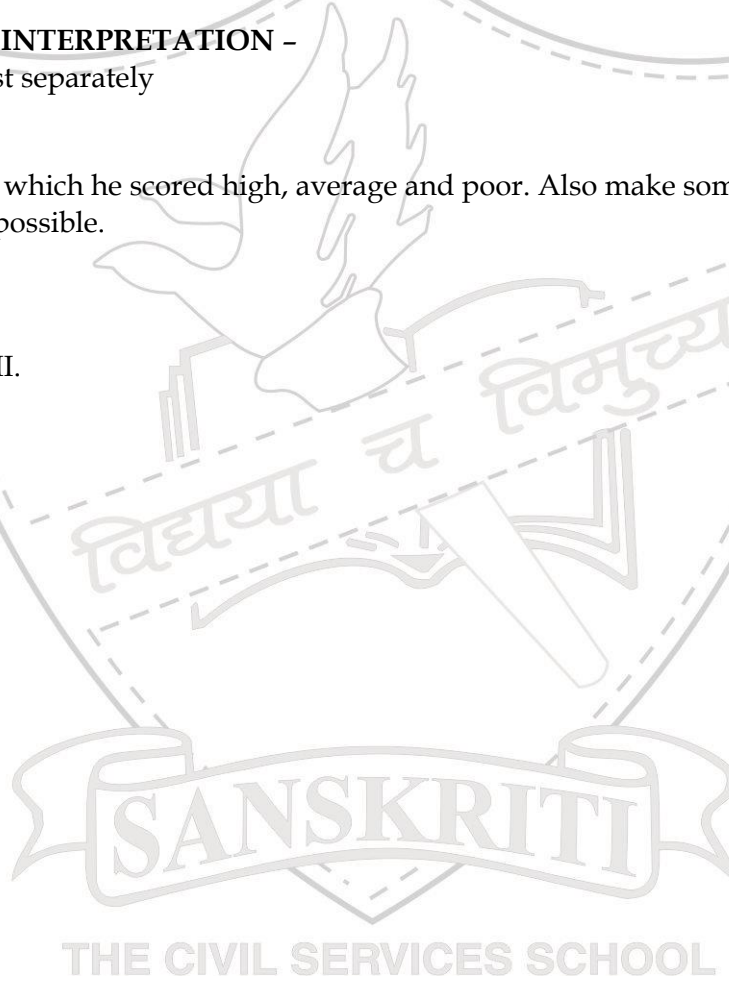 INTERPRETATION –
st separately
which he scored high, average and poor. Also make som
possible.
II.
विद्यया च विमुच्य
SANSKRITI
THE CIVIL SERVICES SCHOOL